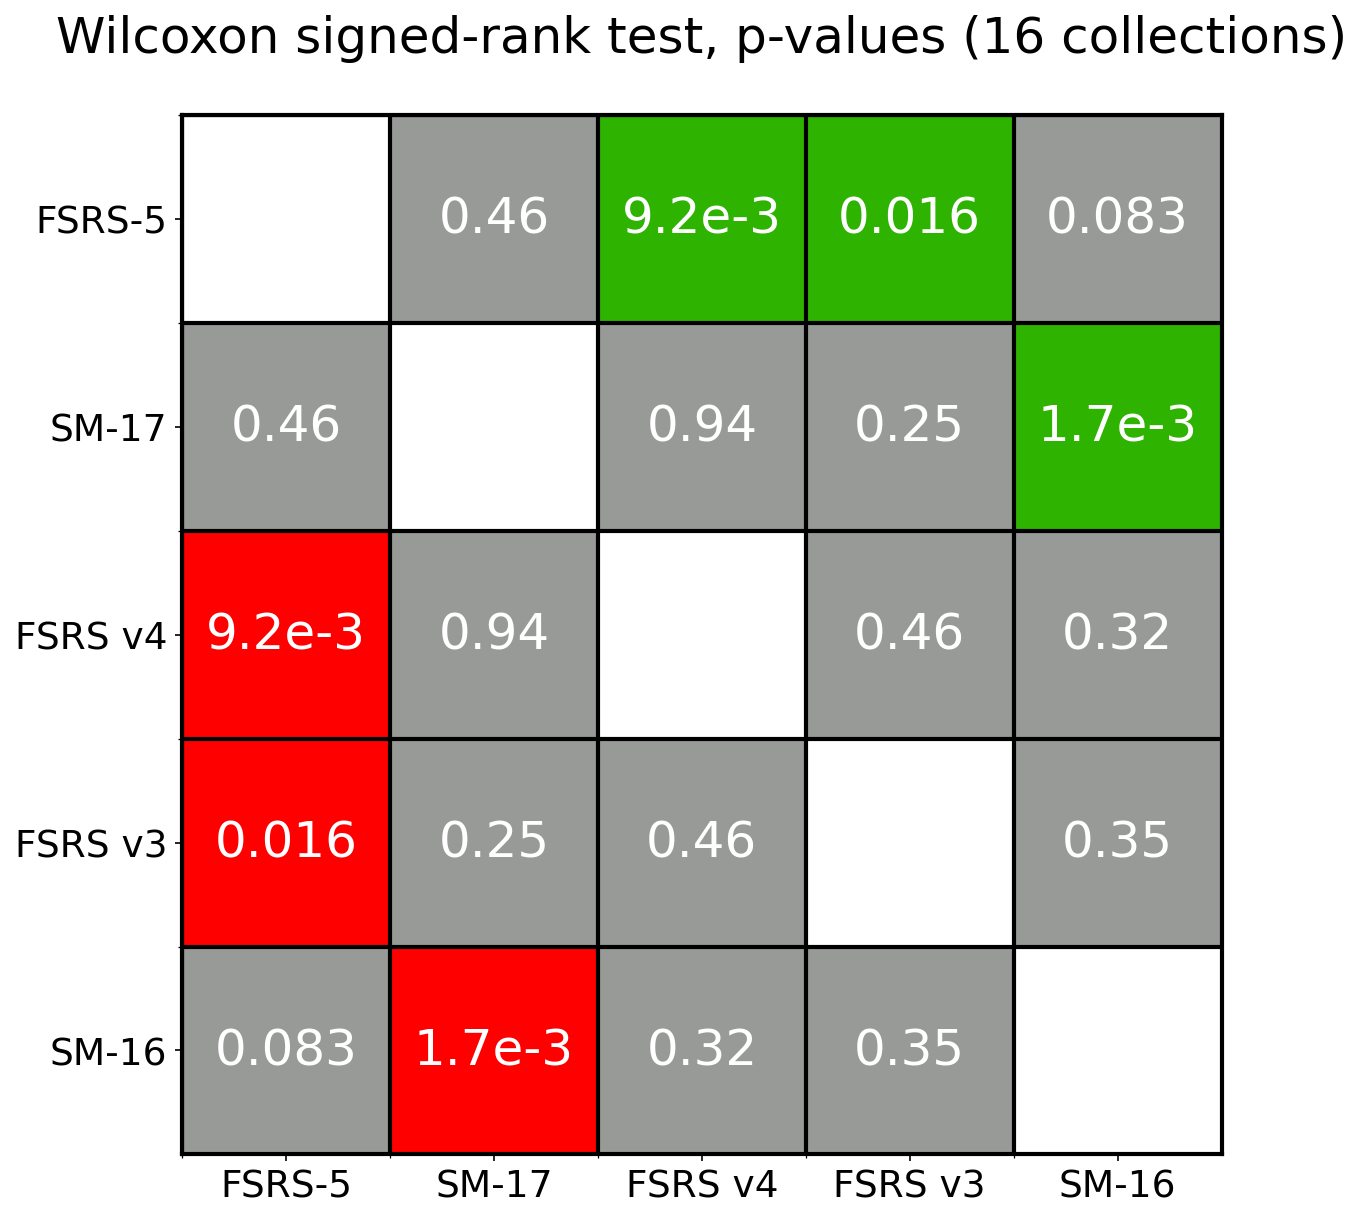 Wilcoxon signed-rank test, p-values (16 collections)
FSRS-5 0.46 9.2e-3 0.016 0.083
SM-17 0.46 0.94 0.25 1.7e-3
FSRS v4 9.2e-3 0.94 0.46 0.32
FSRS v3 0.016 0.25 0.46 0.35
SM-16 0.083 1.7e-3 0.32 0.35
FSRS-5 SM-17 FSRS v4 FSRS v3 SM-16